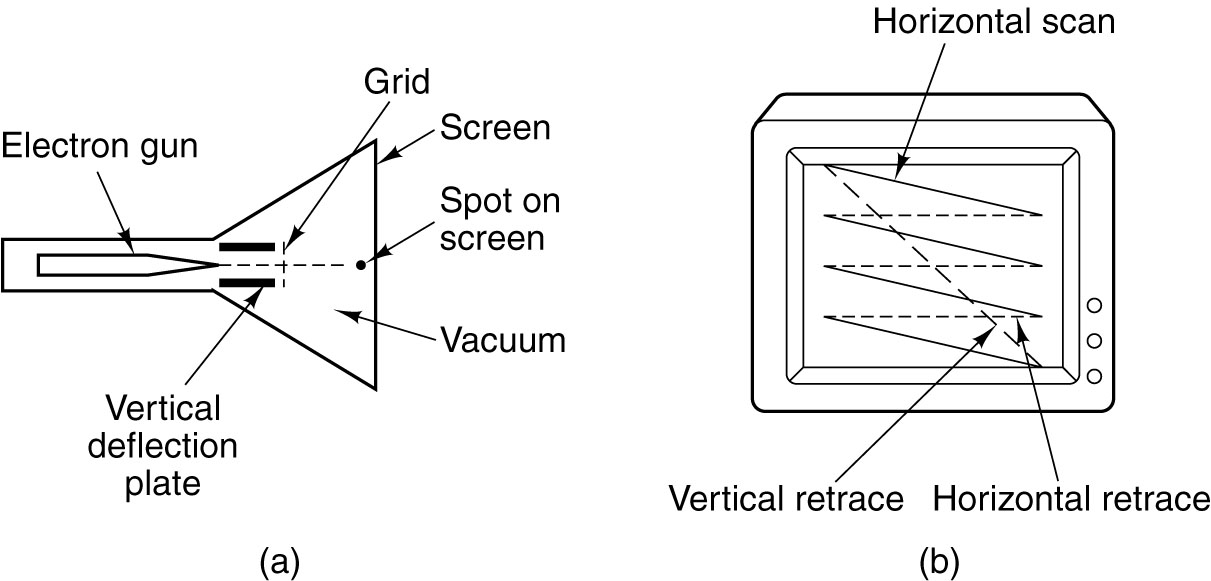 Electron gun
Grid
Screen
Spot on
screen
Vacuum
Vertical
deflection
plate
(a)
Horizontal scan
Vertical retrace
Horizontal retrace
(b)